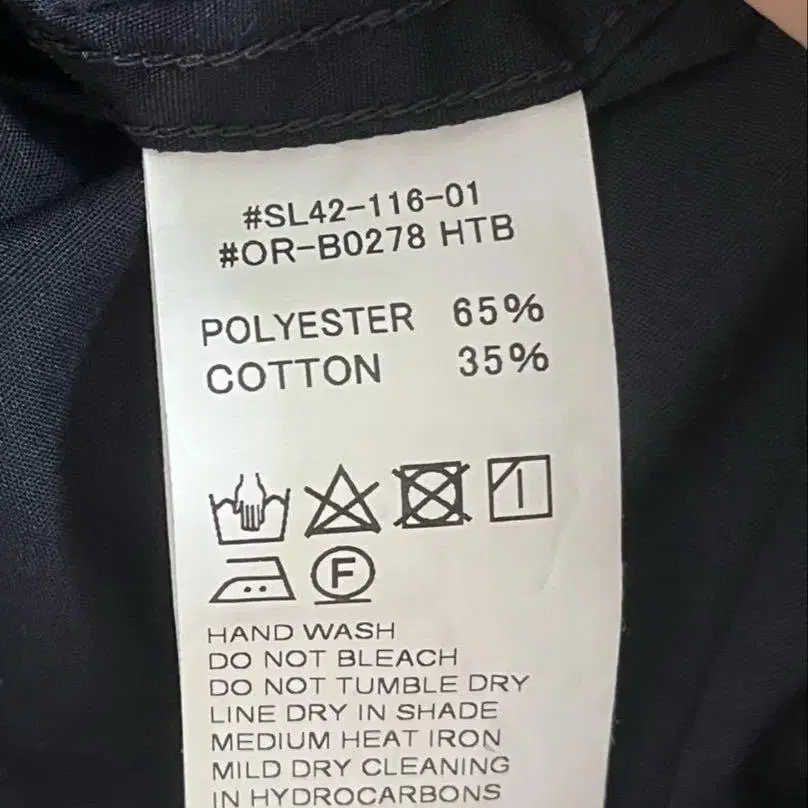 #SL42-116-01
#OR-B0278 HTB
POLYESTER 65%
COTTON 35%
F
HAND WASH
DO NOT BLEACH
DO NOT TUMBLE DRY
LINE DRY IN SHADE
MEDIUM HEAT IRON
MILD DRY CLEANING
IN HYDROCARBONS